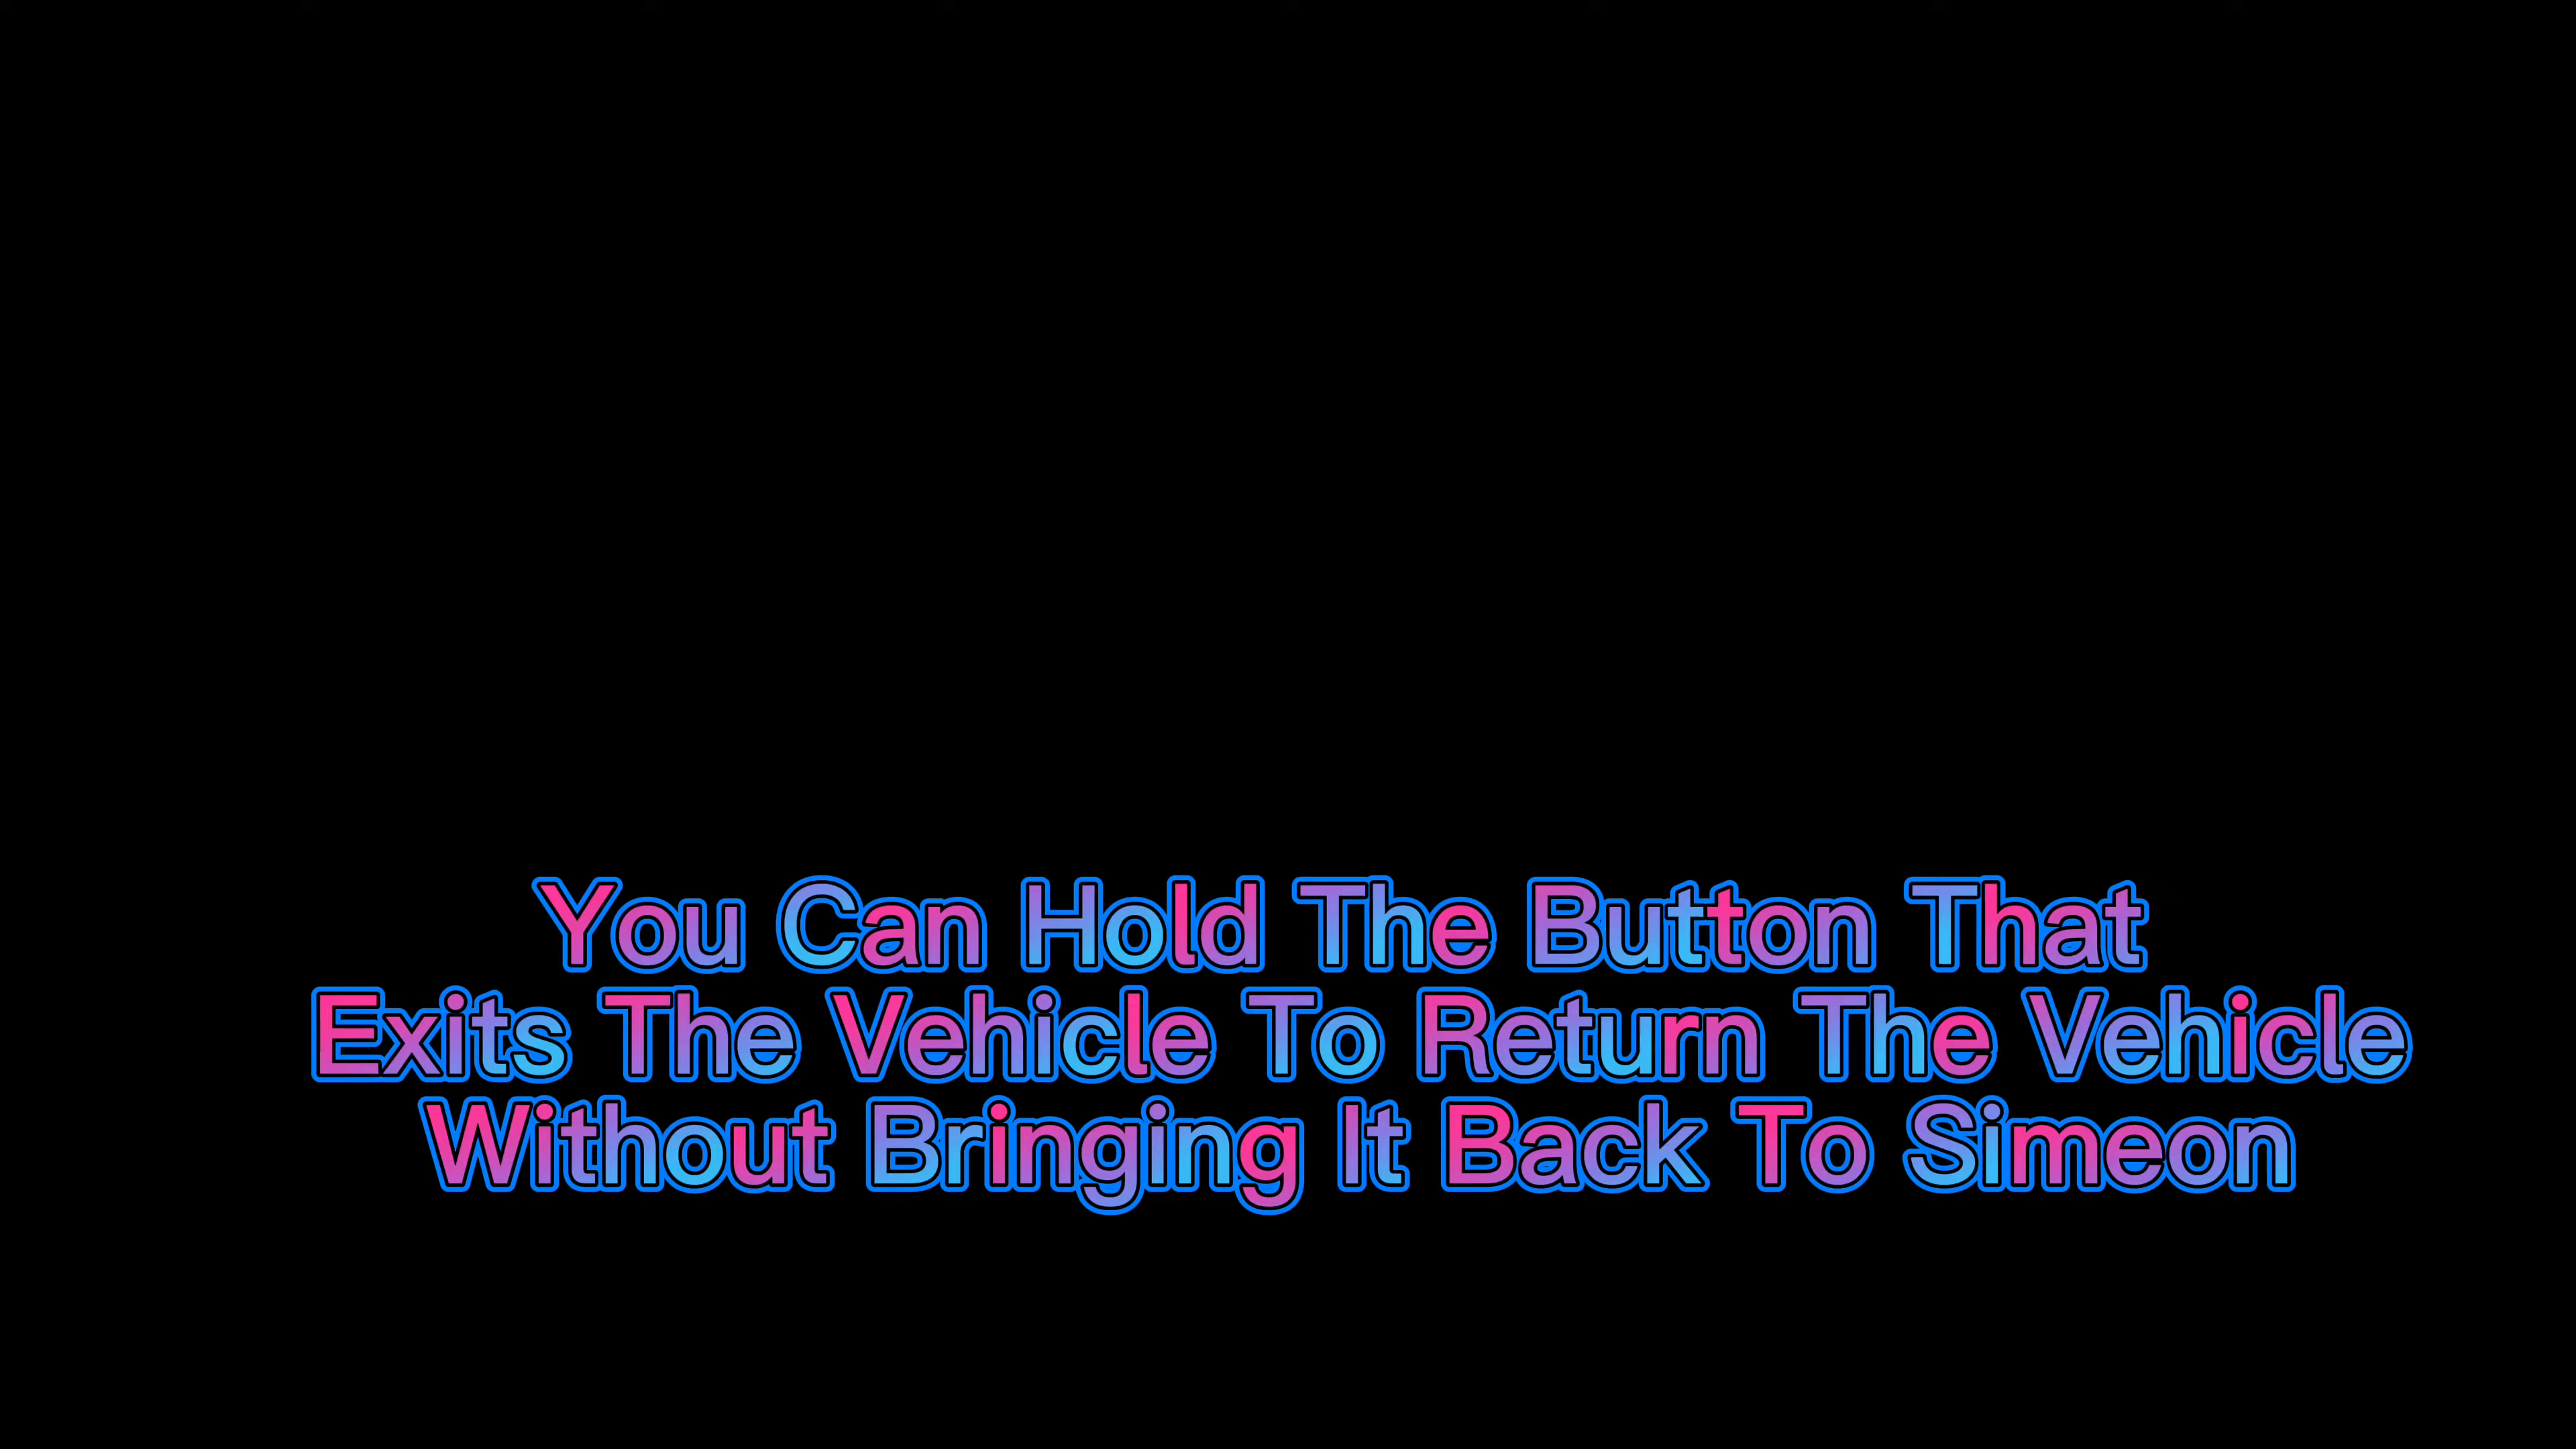 You Can Hold The Button That
Exits The Vehicle To Return The Vehicle
Without Bringing It Back To Simeon